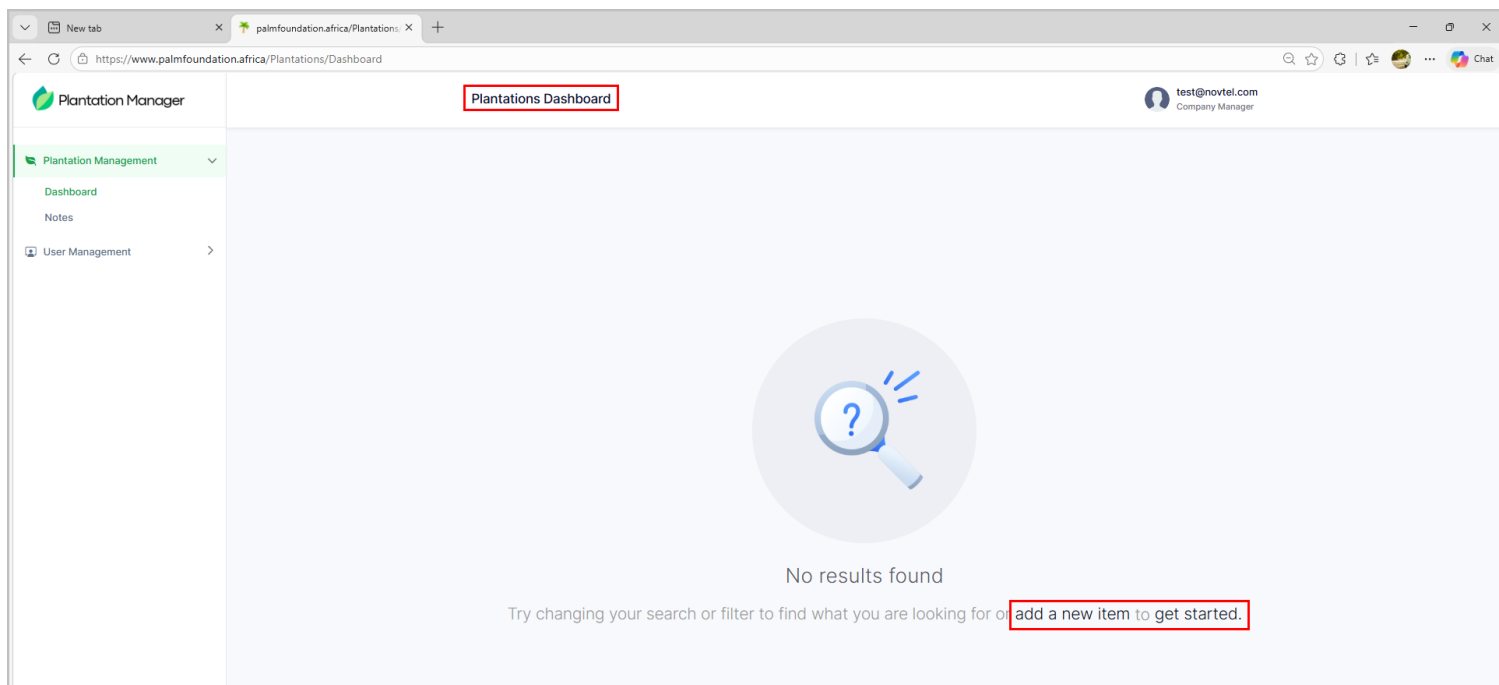 New tab
palmfoundation.africa/Plantations/
https://www.palmfoundation.africa/Plantations/Dashboard
Chat
Plantation Manager
Plantations Dashboard
test@novtel.com
Company Manager
Plantation Management
Dashboard
Notes
User Management
?
No results found
Try changing your search or filter to find what you are looking for or add a new item to get started.